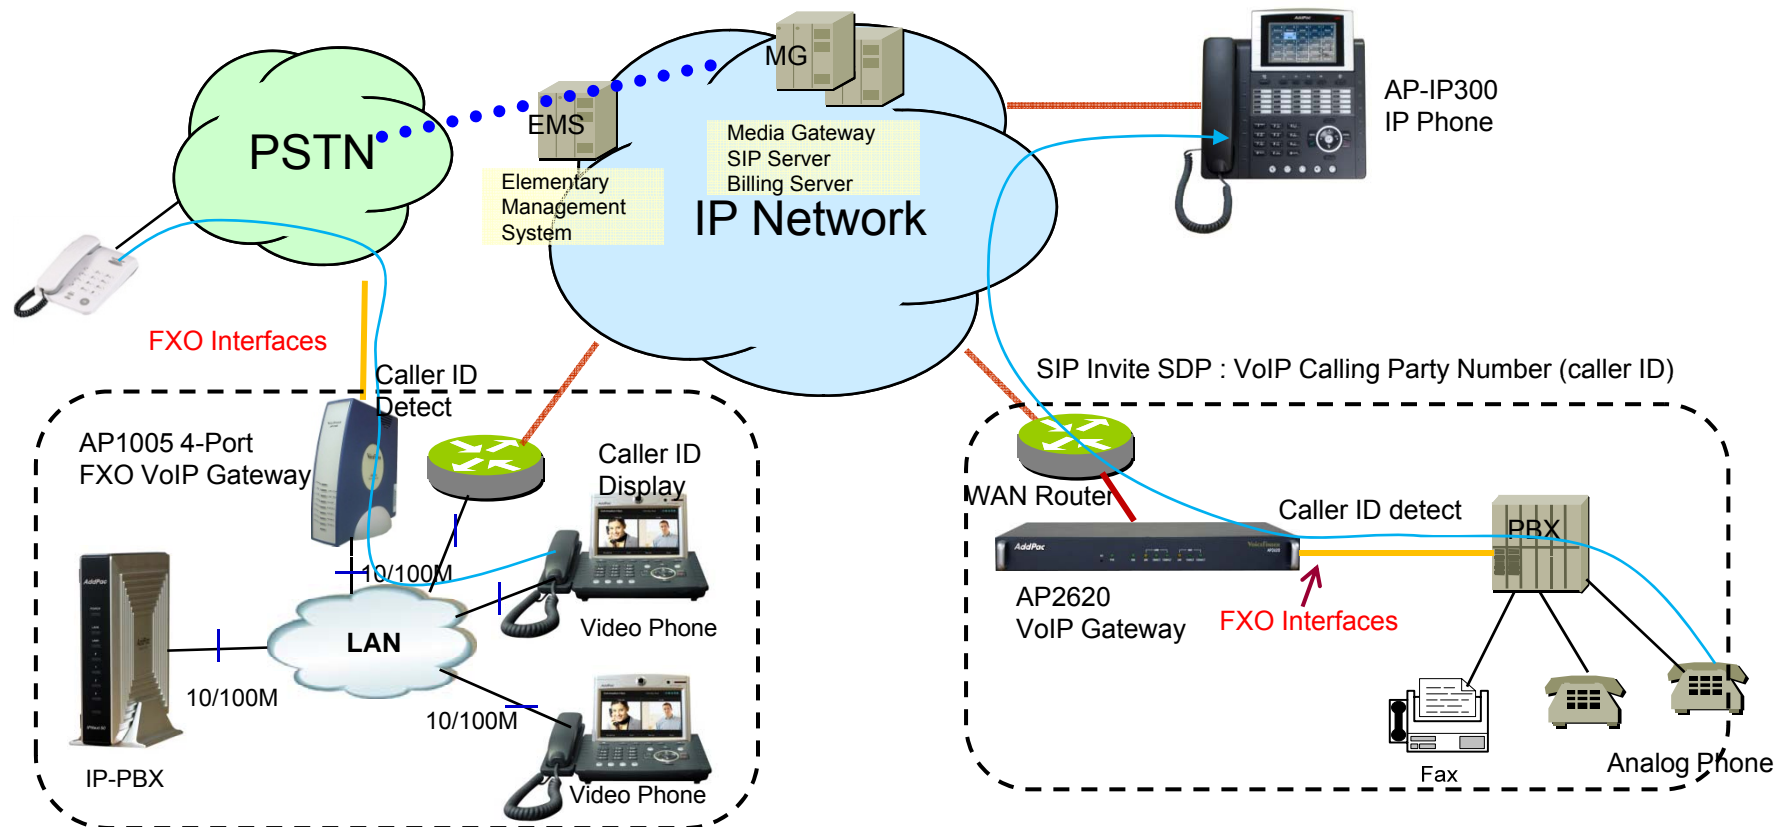 MG
AddPac
AP-IP300
IP Phone
EMS
PSTN
Media Gateway
SIP Server
Billing Server
Elementary
Management
System
IP Network
FXO Interfaces
Caller ID
Detect
SIP Invite SDP : VoIP Calling Party Number (caller ID)
AP1005 4-Port
FXO VoIP Gateway
Caller ID
Display
WAN Router
Caller ID detect
PBX
AddPac
10/100M
AddPac
AP2620
VoIP Gateway
FXO Interfaces
Video Phone
LAN
10/100M
10/100M
IP-PBX
Video Phone
Fax
Analog Phone